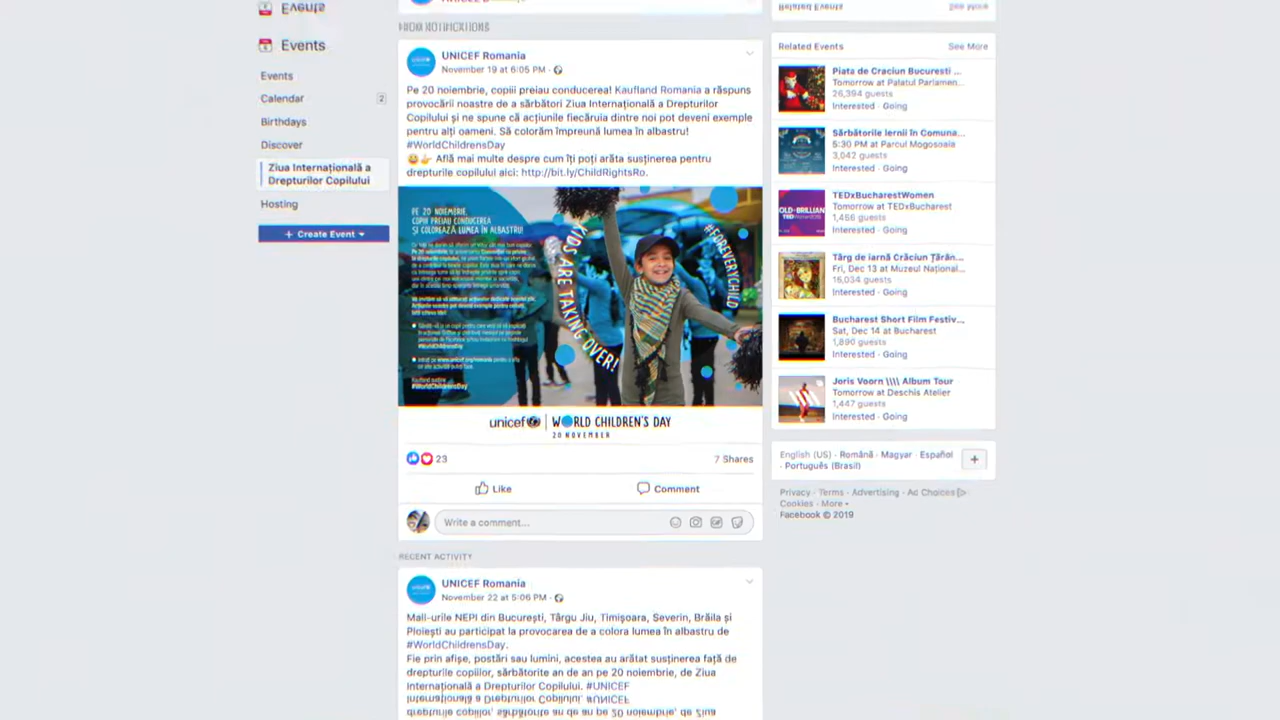 Events
Events
Calendar
2
Birthdays
Discover
Ziua Internațională a
Drepturilor Copilului
Hosting
+ Create Event
UNICEF Romania
November 19 at 6:05 PM ·
Pe 20 noiembrie, copiii preiau conducerea! Kaufland Romania a răspuns
provocării noastre de a sărbători Ziua Internațională a Drepturilor
Copilului și ne spune că acțiunile fiecăruia dintre noi pot deveni exemple
pentru alți oameni. Să colorăm împreună lumea în albastru!
#WorldChildrensDay
Află mai multe despre cum îți poți arăta susținerea pentru
drepturile copilului aici: http://bit.ly/ChildRightsRo.
PE 20 NOIEMBRIE,
COPIII PREIAU CONDUCEREA
ȘI COLOREAZĂ LUMEA ÎN ALBASTRU!
#WorldChildrensDay
KIDS ARE TAKING OVER!
#FOREVERYCHILD
unicef | WORLD CHILDREN'S DAY
20 NOVEMBER
23
7 Shares
Like
Comment
Write a comment...
RECENT ACTIVITY
UNICEF Romania
November 22 at 5:06 PM ·
Mall-urile NEPI din București, Târgu Jiu, Timișoara, Severin, Brăila și
Ploiești au participat la provocarea de a colora lumea în albastru de
#WorldChildrensDay.
Fie prin afișe, postări sau lumini, acestea au arătat susținerea față de
drepturile copiilor, sărbătorite an de an pe 20 noiembrie, de Ziua
Internațională a Drepturilor Copilului. #UNICEF
Related Events
See More
Related Events
See More
Piata de Craciun Bucuresti ...
Tomorrow at Palatul Parlamen...
26,394 guests
Interested · Going
Sărbătorile Iernii în Comuna...
5:30 PM at Parcul Mogosoaia
3,042 guests
Interested · Going
TEDxBucharestWomen
Tomorrow at TEDxBucharest
1,456 guests
Interested · Going
Târg de iarnă Crăciun Țărăn...
Fri, Dec 13 at Muzeul Național...
16,034 guests
Interested · Going
Bucharest Short Film Festiv...
Sat, Dec 14 at Bucharest
1,890 guests
Interested · Going
Joris Voorn \\\\ Album Tour
Tomorrow at Deschis Atelier
1,447 guests
Interested · Going
English (US) · Română · Magyar · Español
· Português (Brasil)
+
Privacy · Terms · Advertising · Ad Choices
Cookies · More
Facebook © 2019